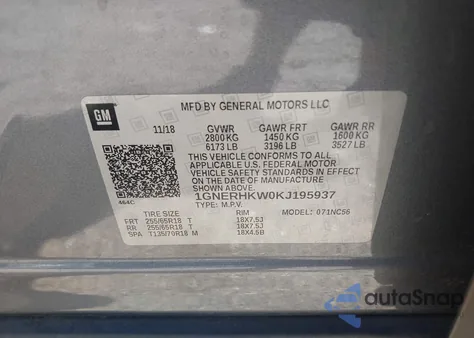 MFD BY GENERAL MOTORS LLC
GM
11/18 GVWR GAWR FRT GAWR RR
2800 KG 1450 KG 1600 KG
6173 LB 3196 LB 3527 LB
THIS VEHICLE CONFORMS TO ALL APPLICABLE
U.S. FEDERAL MOTOR VEHICLE SAFETY
IN EFFECT ON THE DATE OF
MANUFACTURE SHOWN ABOVE.
1GNERHKW0KJ195937
TYPE: M.P.V.
464C
TIRE SIZE RIM MODEL: 071NC56
FRT 255/65R18 T 18X7.5J
RR 255/65R18 T 18X7.5J
SPA T135/70R18 M 18X4.5B
autoSnap